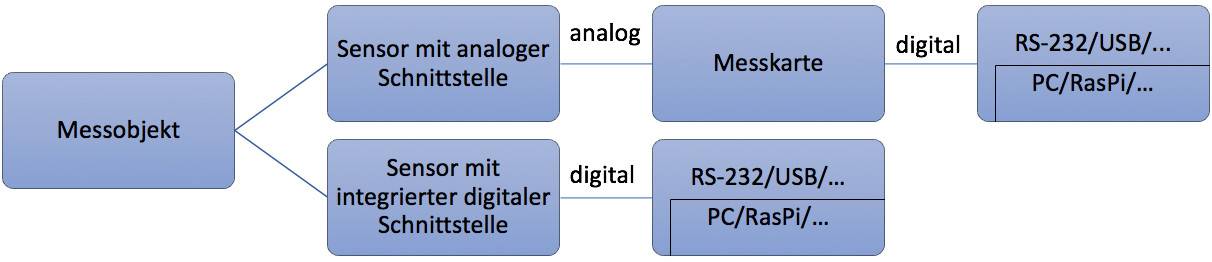 Messobjekt
Sensor mit analoger
Schnittstelle
analog
Messkarte
digital
RS-232/USB/...
PC/RasPi/...
Sensor mit
integrierter digitaler
Schnittstelle
digital
RS-232/USB/...
PC/RasPi/...